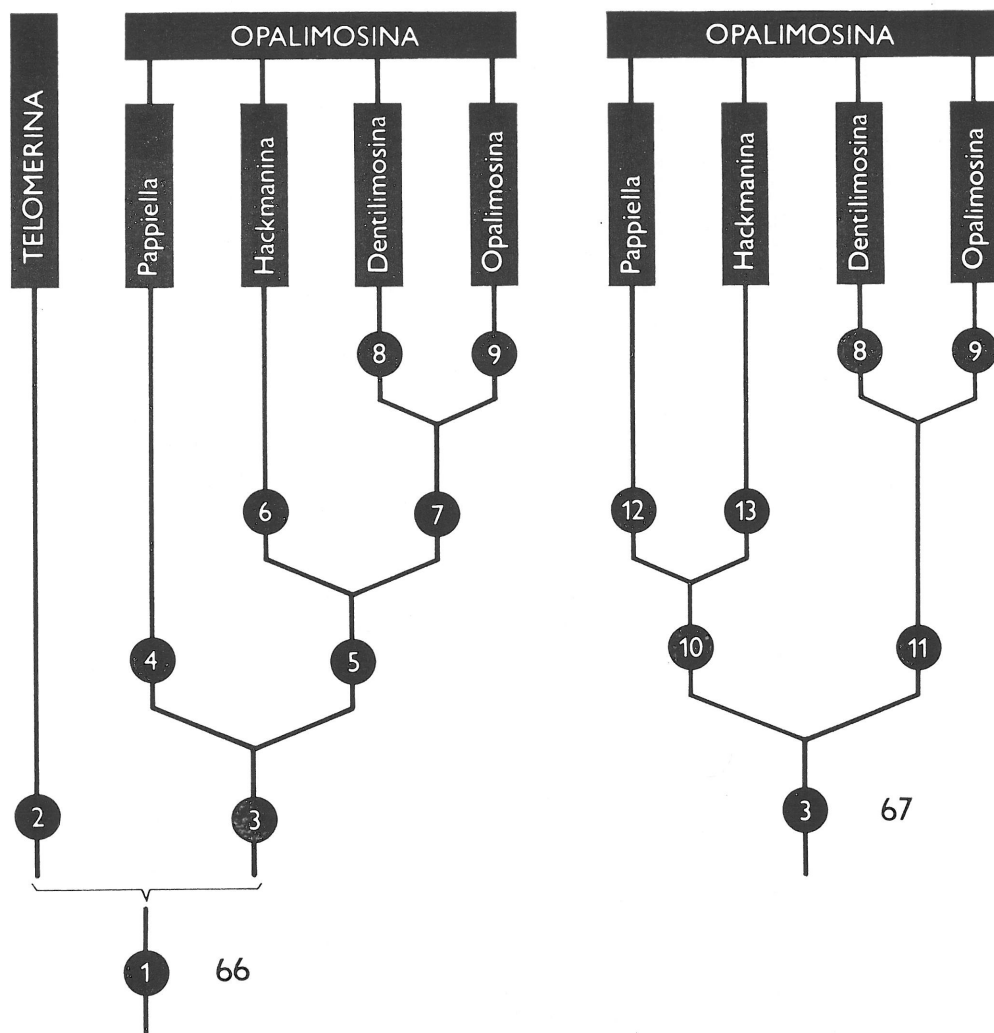 OPALIMOSINA
OPALIMOSINA
TELOMERINA
Pappiella
Hackmanina
Dentilimosina
Opalimosina
Pappiella
Hackmanina
Dentilimosina
Opalimosina
8
9
8
9
6
7
12
13
4
5
10
11
2
3
3
67
1
66